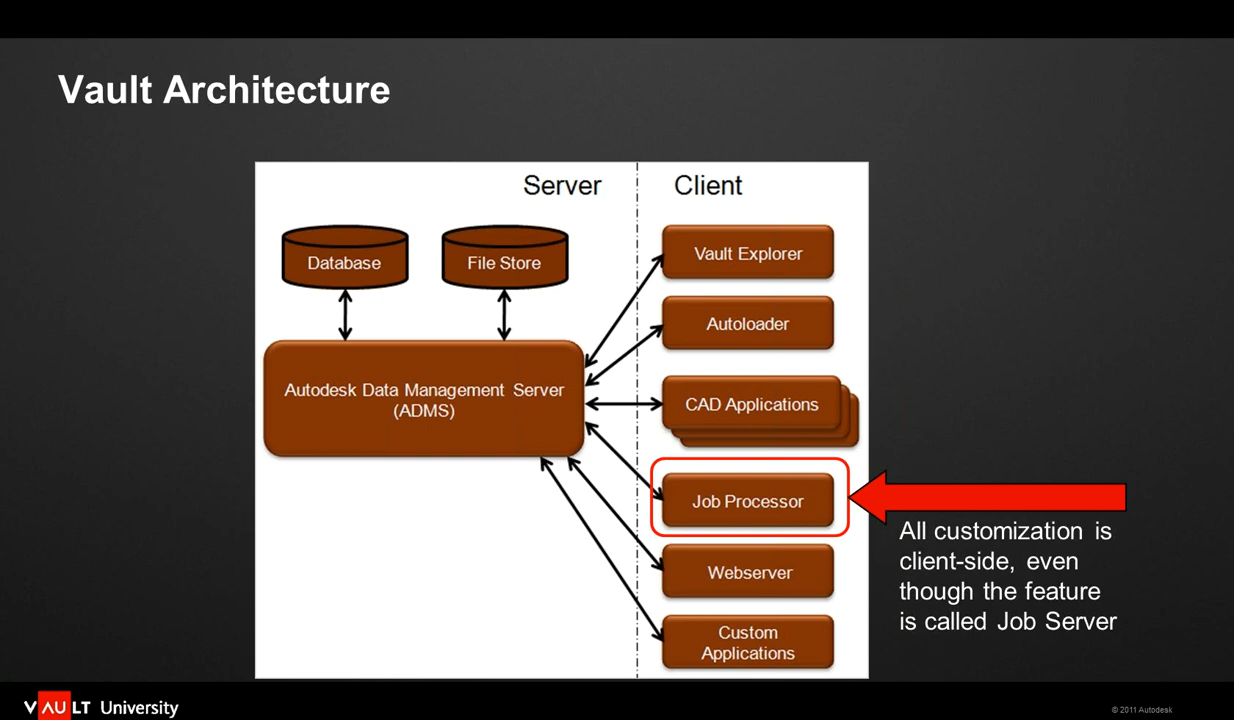 Vault Architecture
Server
Client
Database
File Store
Autodesk Data Management Server
(ADMS)
Vault Explorer
Autoloader
CAD Applications
Job Processor
Webserver
Custom
Applications
All customization is
client-side, even
though the feature
is called Job Server
VAULT University
© 2011 Autodesk